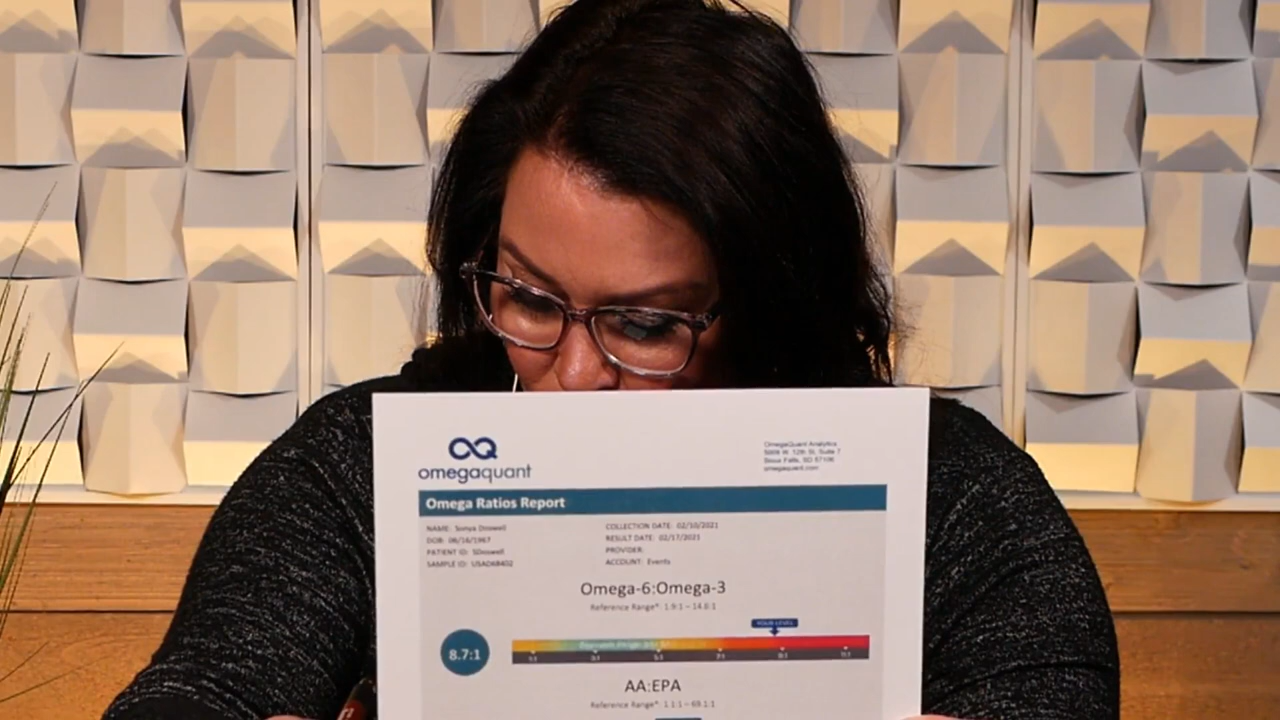 omegaquant
OmegaQuant Analytics
5009 W. 12th St, Suite 7
Sioux Falls, SD 57106
omegaquant.com
Omega Ratios Report
NAME: Sonya Doswell
COLLECTION DATE: 02/10/2021
DOB: 06/16/1967
RESULT DATE: 02/17/2021
PATIENT ID: SDoswell
PROVIDER:
SAMPLE ID: USAD68402
ACCOUNT: Events
Omega-6:Omega-3
Reference Range*: 1.9:1 – 14.6:1
YOUR LEVEL
8.7:1
AA:EPA
Reference Range*: 1.1:1 – 69.1:1